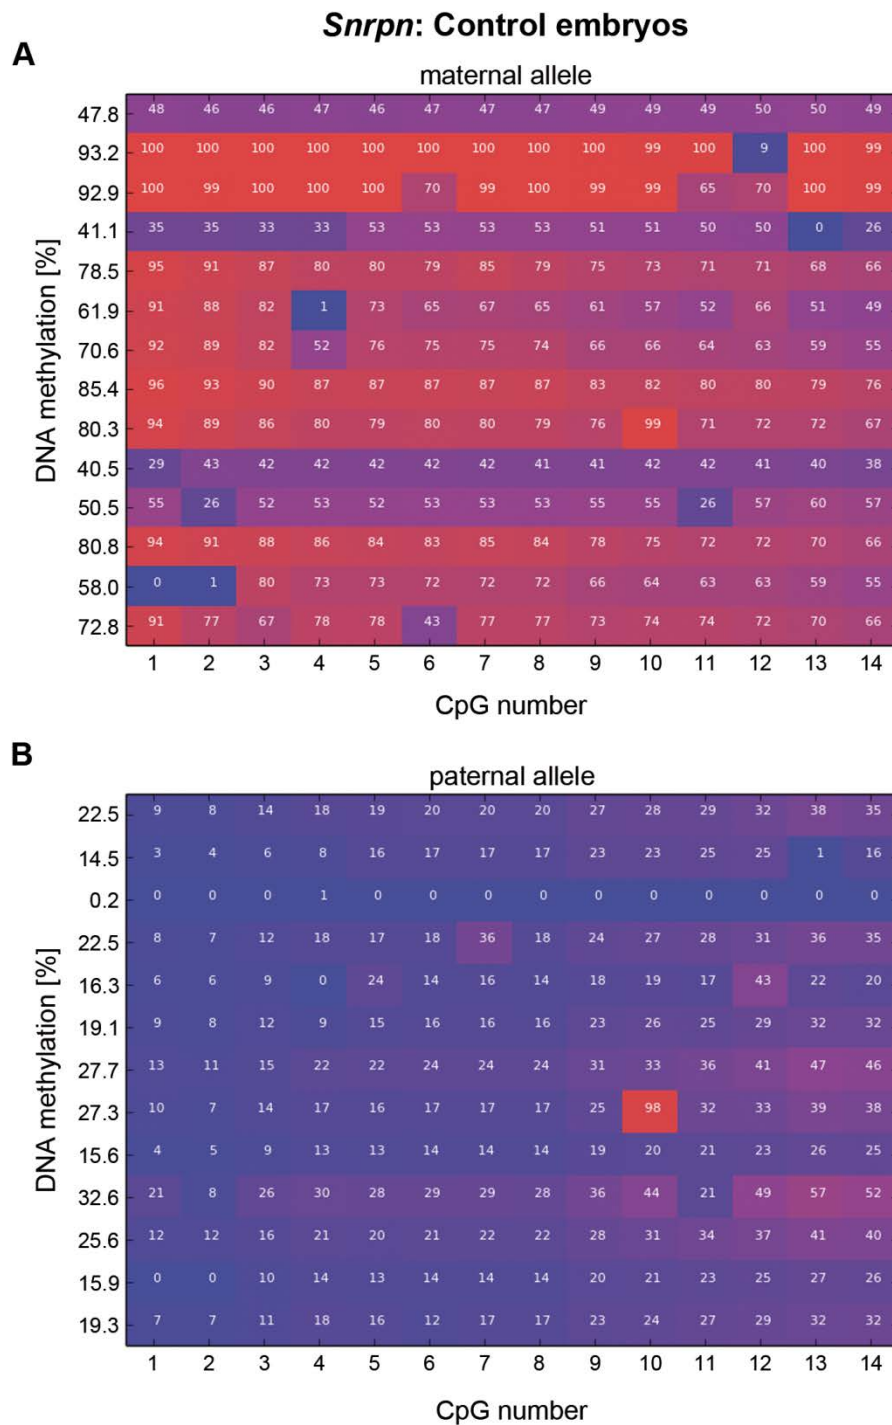 Snrpn: Control embryos
A
maternal allele
DNA methylation [%]
47.8 48 46 46 47 46 47 47 47 49 49 49 50 50 49
93.2 100 100 100 100 100 100 100 100 100 99 100 9 100 99
92.9 100 99 100 100 100 70 99 100 99 99 65 70 100 99
41.1 35 35 33 33 53 53 53 53 51 51 50 50 0 26
78.5 95 91 87 80 80 79 85 79 75 73 71 71 68 66
61.9 91 88 82 1 73 65 67 65 61 57 52 66 51 49
70.6 92 89 82 52 76 75 75 74 66 66 64 63 59 55
85.4 96 93 90 87 87 87 87 87 83 82 80 80 79 76
80.3 94 89 86 80 79 80 80 79 76 99 71 72 72 67
40.5 29 43 42 42 42 42 42 41 41 42 42 41 40 38
50.5 55 26 52 53 52 53 53 53 55 55 26 57 60 57
80.8 94 91 88 86 84 83 85 84 78 75 72 72 70 66
58.0 0 1 80 73 73 72 72 72 66 64 63 63 59 55
72.8 91 77 67 78 78 43 77 77 73 74 74 72 70 66
1 2 3 4 5 6 7 8 9 10 11 12 13 14
CpG number
B
paternal allele
DNA methylation [%]
22.5 9 8 14 18 19 20 20 20 27 28 29 32 38 35
14.5 3 4 6 8 16 17 17 17 23 23 25 25 1 16
0.2 0 0 0 1 0 0 0 0 0 0 0 0 0 0
22.5 8 7 12 18 17 18 36 18 24 27 28 31 36 35
16.3 6 6 9 0 24 14 16 14 18 19 17 43 22 20
19.1 9 8 12 9 15 16 16 16 23 26 25 29 32 32
27.7 13 11 15 22 22 24 24 24 31 33 36 41 47 46
27.3 10 7 14 17 16 17 17 17 25 98 32 33 39 38
15.6 4 5 9 13 13 14 14 14 19 20 21 23 26 25
32.6 21 8 26 30 28 29 29 28 36 44 21 49 57 52
25.6 12 12 16 21 20 21 22 22 28 31 34 37 41 40
15.9 0 0 10 14 13 14 14 14 20 21 23 25 27 26
19.3 7 7 11 18 16 12 17 17 23 24 27 29 32 32
1 2 3 4 5 6 7 8 9 10 11 12 13 14
CpG number